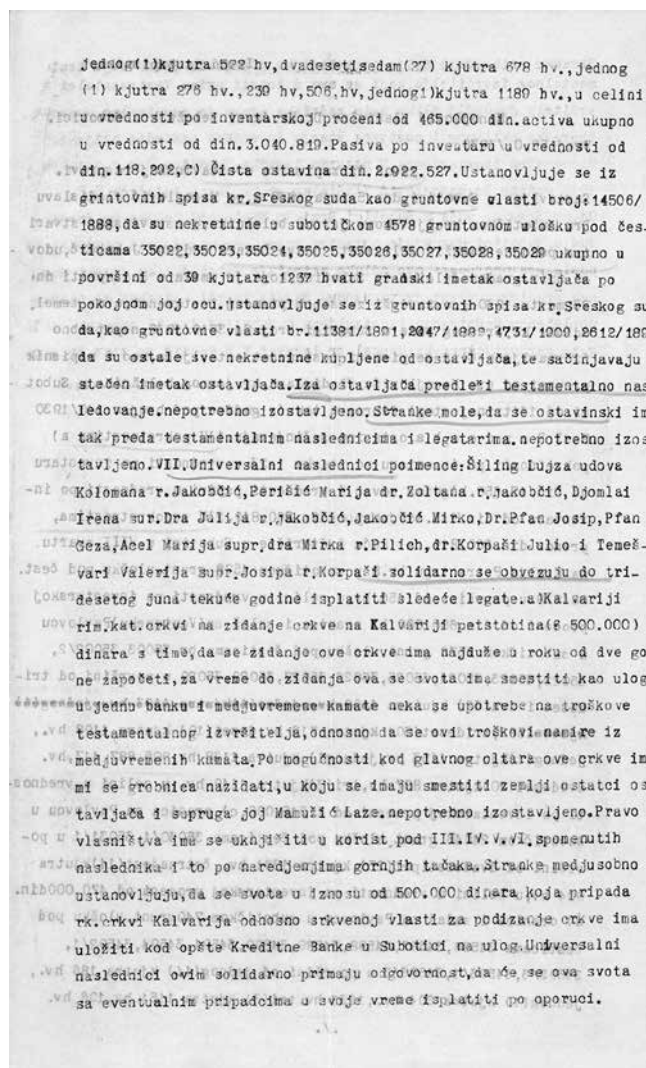 jednog(1)kjutra 522 hv,dvadesetisedam(27) kjutra 678 hv.,jednog
(1) kjutra 276 hv.,239 hv,506,hv,jednog1)kjutra 1189 hv.,u celini
u vrednosti po inventarskoj proceni od 465.000 din.activa ukupno
u vrednosti od din.3.040.819.Pasiva po inventaru u vrednosti od
din.118.292,C) Čista ostavina din.2.922.527.Ustanovljuje se iz
gruntovnih spisa kr.Sreskog suda kao gruntovne vlasti broj:14506/
1888,da su nekretnine u subotičkom 4578 gruntovnom ulošku pod čes-
ticama 35022,35023,35024,35025,35026,35027,35028,35029 ukupno u
površini od 39 kjutara 1237 hvati gradski imetak ostavljača po
pokojnom joj ocu.Ustanovljuje se iz gruntovnih spisa kr.Sreskog su
da,kao gruntovne vlasti br.11381/1891,2047/1889,4731/1900,2612/189
da su ostale sve nekretnine kupljene od ostavljača,te sačinjavaju
stečen imetak ostavljača.Iza ostavljača predleži testamentalno nas
ledovanje.nepotrebno izostavljeno.Stranke mole,da se ostavinski im
tak preda testamentalnim naslednicima i legatarima.nepotrebno izos
tavljeno.VII.Universalni naslednici poimence:Šiling Lujza udova
Kolomana r.Jakobčić,Perišić Marija dr.Zoltana r.Jakobčić,Djomlai
Irena sur.Dra Julija r.Jakobčić,Jakobčić Mirko,Dr.Pfan Josip,Pfan
Geza,Acel Marija supr.dra Mirka r.Pilich,dr.Korpaši Julio i Temeš-
vari Valerija supr.Josipa r.Korpaši solidarno se obvezuju do tri-
desetog juna tekuće godine isplatiti sledeće legate.a)Kalvariji
rim.kat.crkvi na zidanje crkve na Kalvariji petstotina(@ 500.000)
dinara s time,da se zidanje ove crkve ima najduže u roku od dve go
ne započeti,za vreme do zidanja ova se svota ima smestiti kao ulog
u jednu banku i medjuvremene kamate neka se upotrebe na troškove
testamentalnog izvršitelja,odnosno da se ovi troškovi namire iz
medjuvremenih kamata.Po mogućnosti kod glavnog oltara ove crkve im
mi se grobnica nazidati,u koju se imaju smestiti zemlji ostatci os
tavljača i supruga joj Mamužić Laze.nepotrebno izostavljeno.Pravo
vlasništva ima se uknjižiti u korist pod III.IV.V.VI.spomenutih
naslednika i to po naredjenjima gornjih tačaka.Stranke medjusobno
ustanovljuju,da se svota u iznosu od 500.000 dinara koja pripada
rk.crkvi Kalvarija odnosno srkvenoj vlasti za podizanje crkve ima
uložiti kod opšte Kreditne Banke u Subotici na ulog.Universalni
naslednici ovim solidarno primaju odgovornost,da će se ova svota
sa eventualnim pripadcima u svoje vreme isplatiti po oporuci.
./.